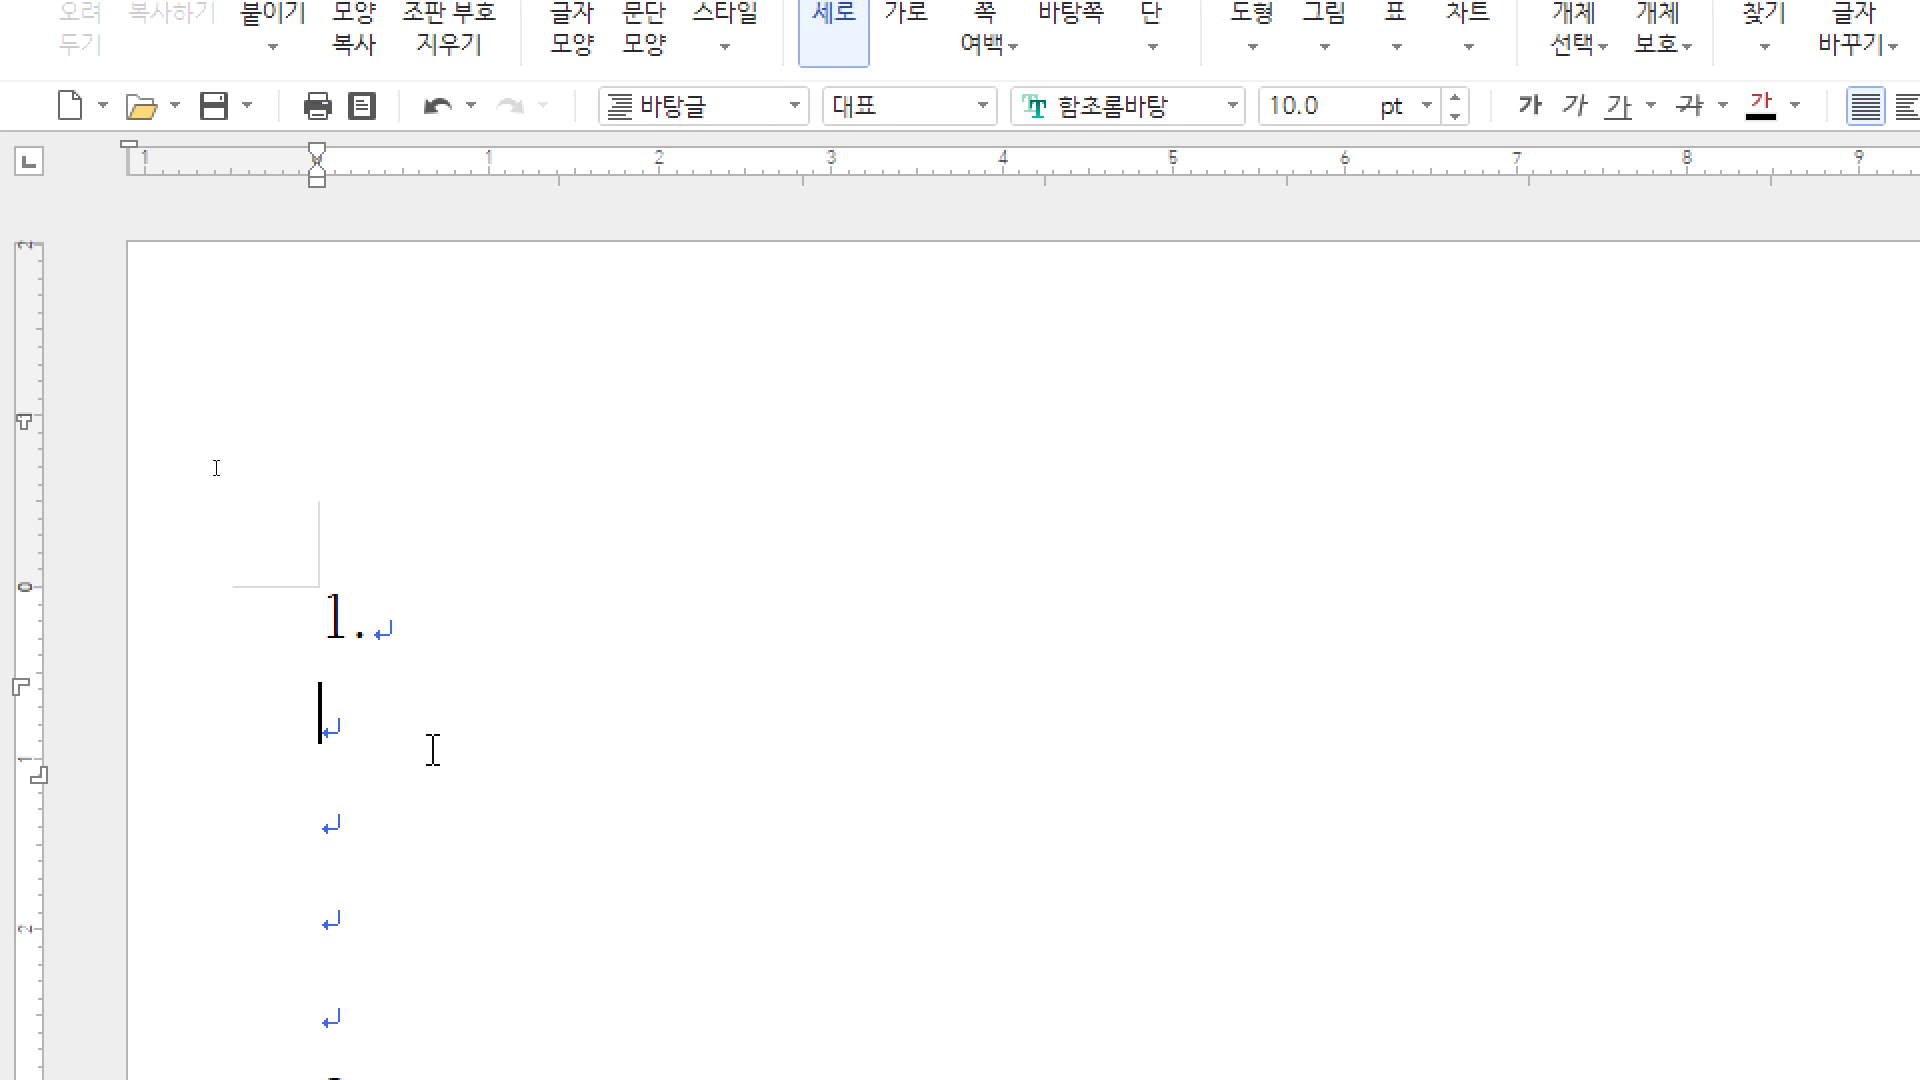 오려 복사하기 붙이기 모양 조판 부호 글자 문단 스타일 세로 가로 쪽 바탕쪽 단 도형 그림 표 차트 개체 개체 찾기 글자
두기 복사 지우기 모양 모양 여백 선택 보호 바꾸기
바탕글 대표 함초롬바탕 10.0 pt 가 가 가 가 가
1 1 2 3 4 5 6 7 8 9
2
1
0
1.
1
2